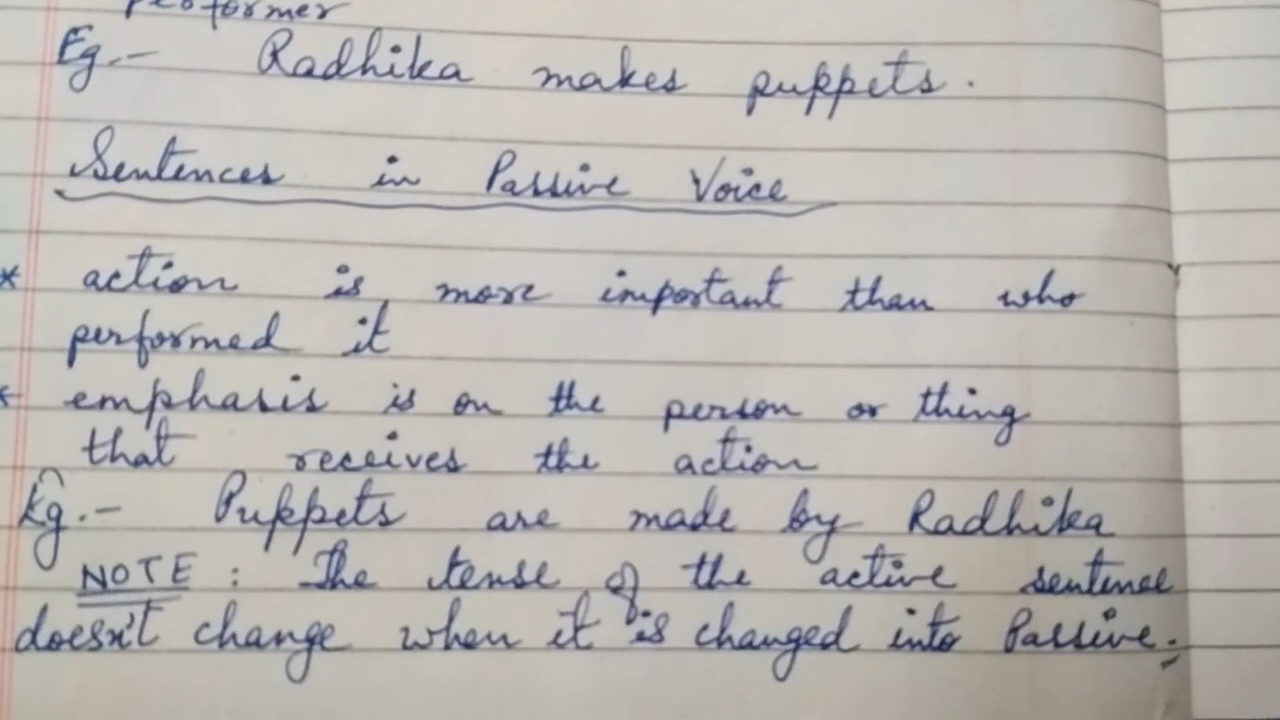 performer
Eg.- Radhika makes puppets.
Sentences in Passive Voice
* action is more important than who
performed it
* emphasis is on the person or thing
that receives the action
Eg.- Puppets are made by Radhika
NOTE : The tense of the active sentence
doesn't change when it is changed into Passive.